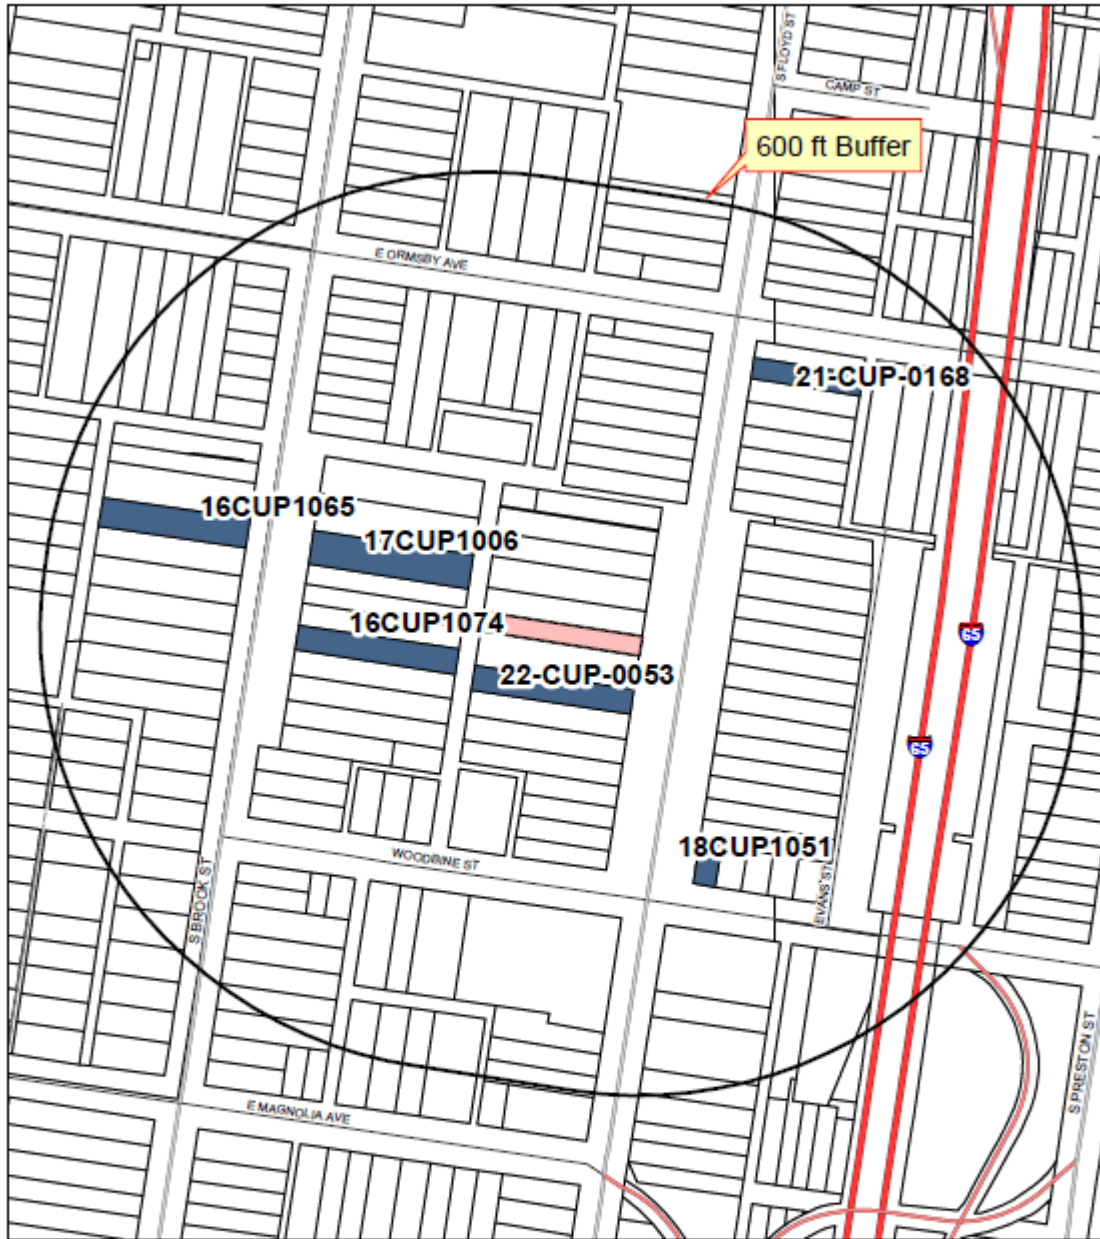 S FLOYD ST
CAMP ST
600 ft Buffer
E ORMSBY AVE
21-CUP-0168
16CUP1065
17CUP1006
16CUP1074
65
22-CUP-0053
65
18CUP1051
WOODBINE ST
EVANS ST
S BROOK ST
S PRESTON ST
E MAGNOLIA AVE